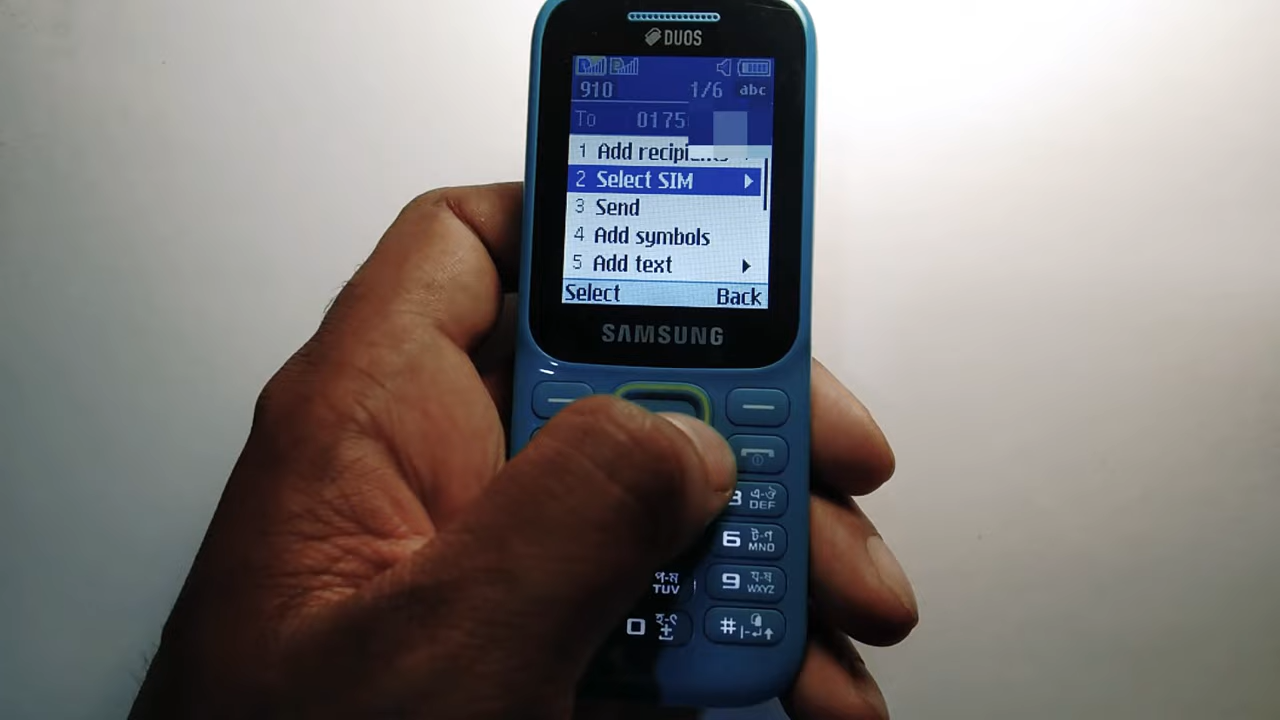 DUOS
910 1/6 abc
To 0175
1 Add recipients
2 Select SIM
3 Send
4 Add symbols
5 Add text
Select Back
SAMSUNG
3 এ-ঔ
DEF
6 ট-ণ
MNO
প-ম
TUV
9 য-ষ
WXYZ
0 +
#